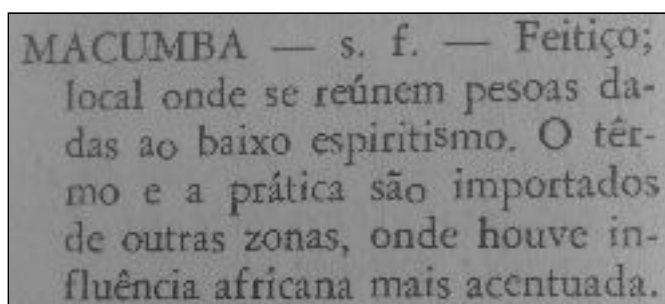 MACUMBA — s. f. — Feitiço;
local onde se reúnem pesoas da-
das ao baixo espiritismo. O têr-
mo e a prática são importados
de outras zonas, onde houve in-
fluência africana mais acentuada.